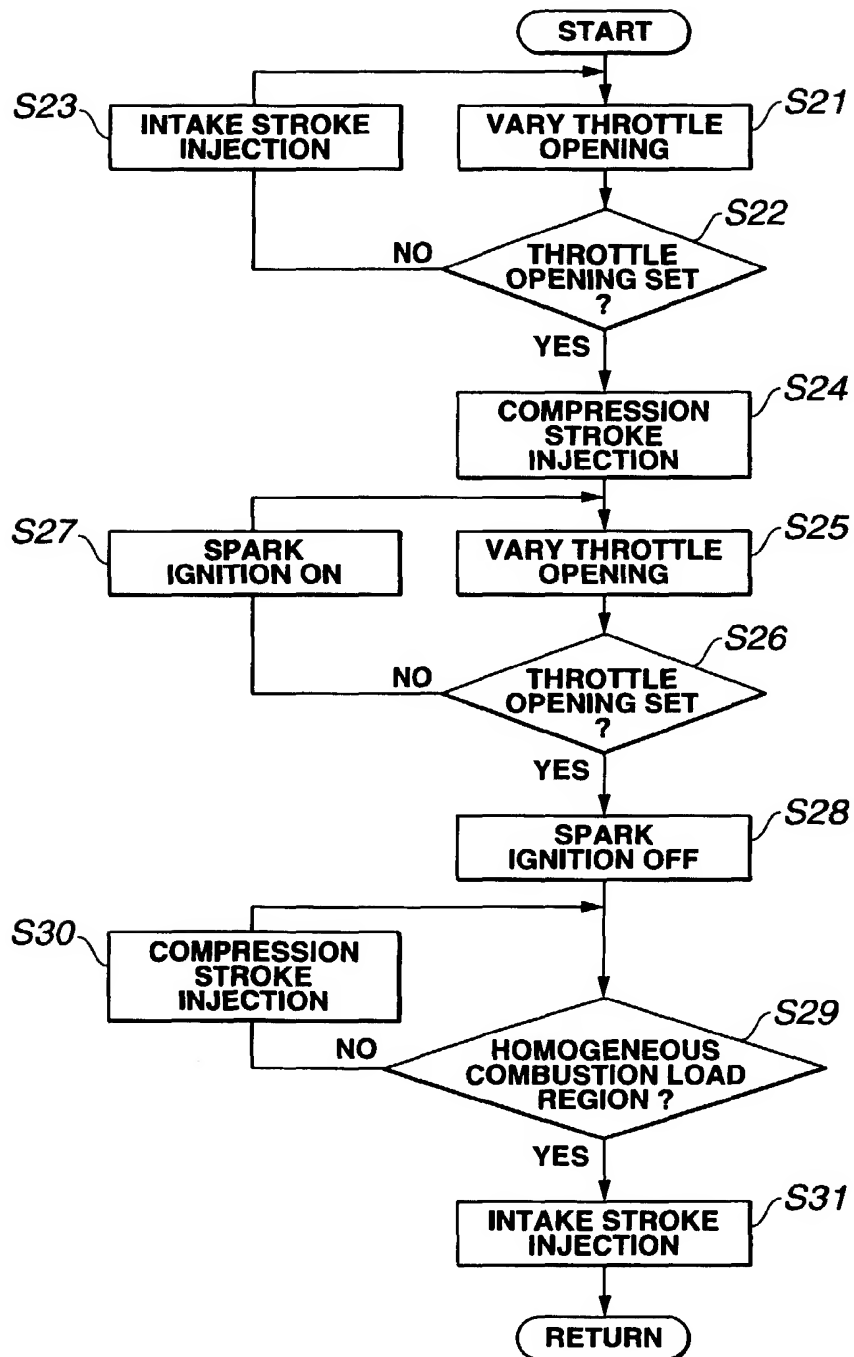 START
S23
INTAKE STROKE
INJECTION
VARY THROTTLE
OPENING
S21
THROTTLE
OPENING SET
?
S22
NO
YES
COMPRESSION
STROKE
INJECTION
S24
S27
SPARK
IGNITION ON
VARY THROTTLE
OPENING
S25
THROTTLE
OPENING SET
?
S26
NO
YES
SPARK
IGNITION OFF
S28
S30
COMPRESSION
STROKE
INJECTION
HOMOGENEOUS
COMBUSTION LOAD
REGION ?
S29
NO
YES
INTAKE STROKE
INJECTION
S31
RETURN